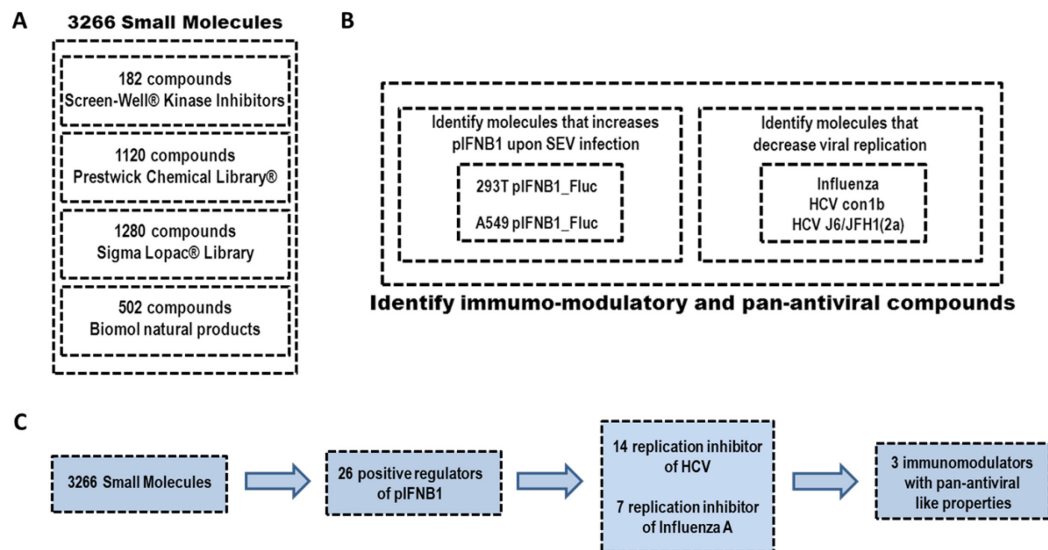 A
3266 Small Molecules
182 compounds
Screen-Well® Kinase Inhibitors
1120 compounds
Prestwick Chemical Library®
1280 compounds
Sigma Lopac® Library
502 compounds
Biomol natural products
B
Identify molecules that increases
pIFNB1 upon SEV infection
293T pIFNB1_Fluc
A549 pIFNB1_Fluc
Identify molecules that
decrease viral replication
Influenza
HCV con1b
HCV J6/JFH1(2a)
Identify immumo-modulatory and pan-antiviral compounds
C
3266 Small Molecules
26 positive regulators
of pIFNB1
14 replication inhibitor
of HCV
7 replication inhibitor
of Influenza A
3 immunomodulators
with pan-antiviral
like properties